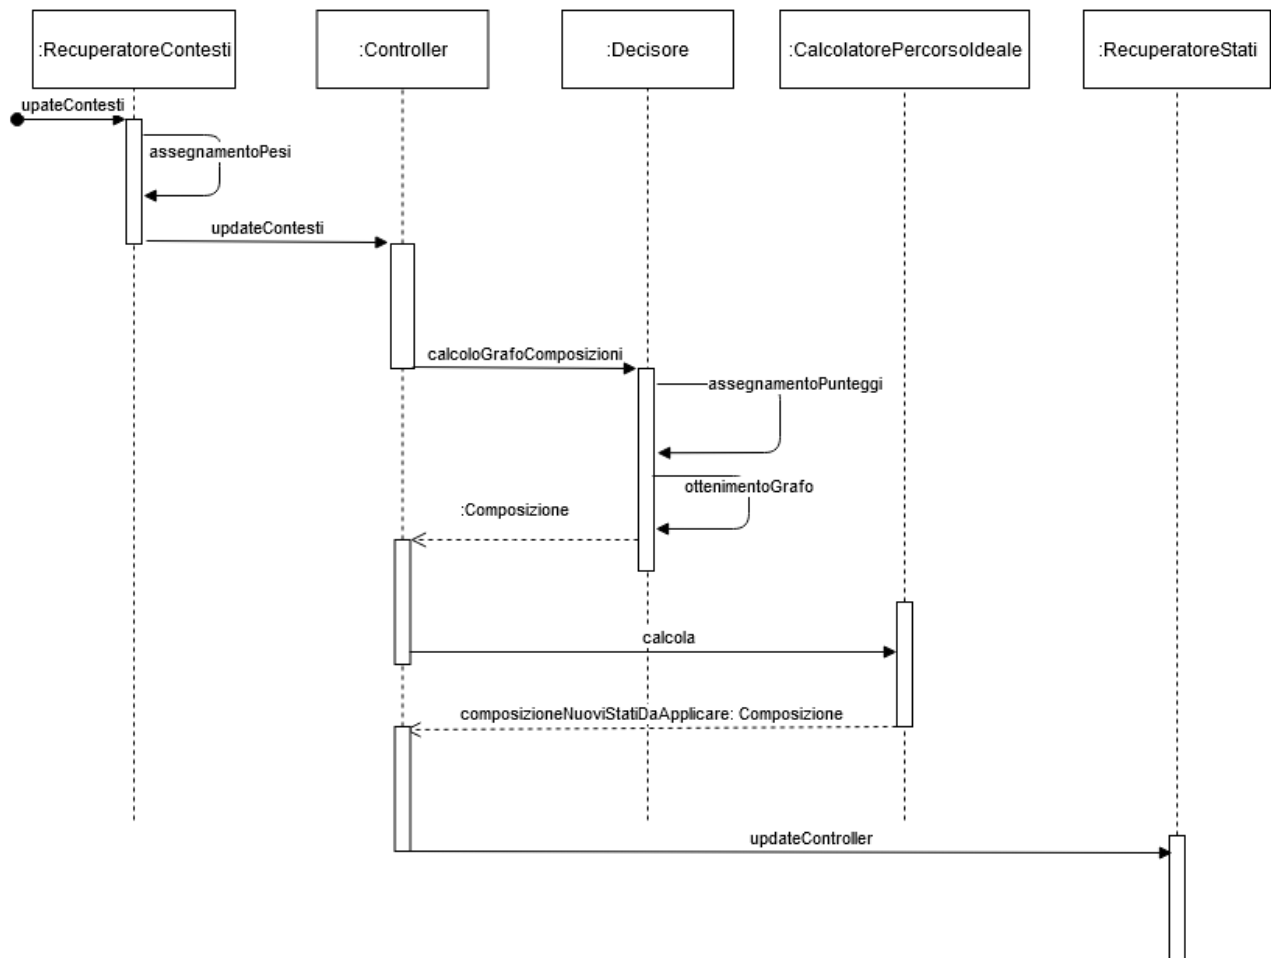 :RecuperatoreContesti
:Controller
:Decisore
:CalcolatorePercorsoIdeale
:RecuperatoreStati
upateContesti
assegnamentoPesi
updateContesti
calcoloGrafoComposizioni
assegnamentoPunteggi
ottenimentoGrafo
:Composizione
calcola
composizioneNuoviStatiDaApplicare: Composizione
updateController